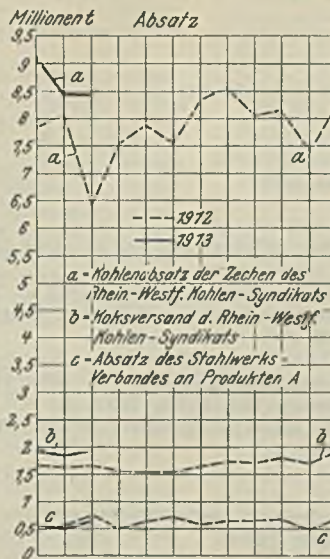 Millionen t Absatz
9,5
9
a
8,5
8
7,5
a
a
7
6,5
6
1912
5,5
1913
5
a = Kohlenabsatz der Zechen des
Rhein.-Westf. Kohlen-Syndikats
4,5
b = Koksversand d. Rhein-Westf.
4
Kohlen-Syndikats
3,5
c = Absatz des Stahlwerks-
Verbandes an Produkten A
3
2,5
2
b
b
1,5
1
c
c
0,5
0